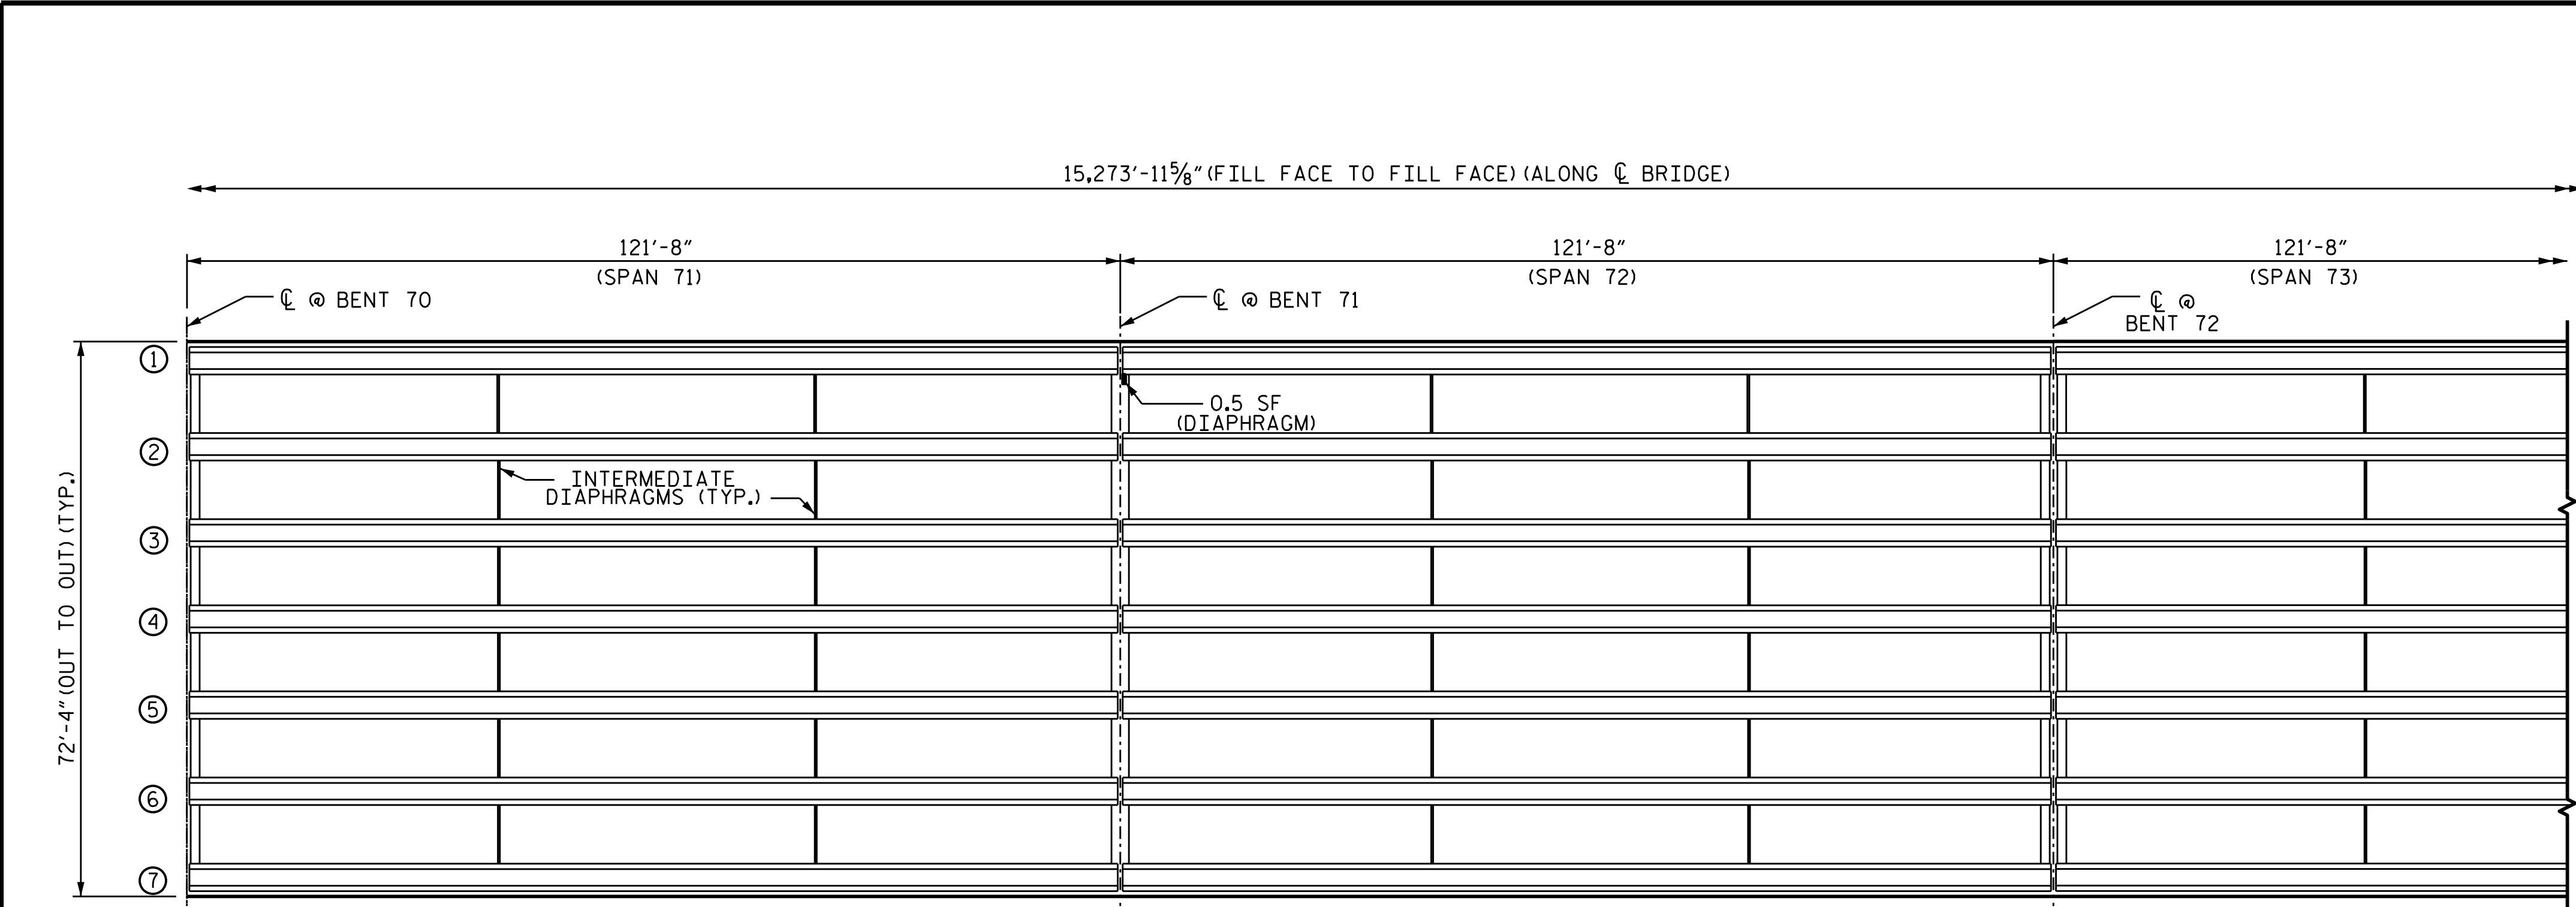 15,273'-11⅝" (FILL FACE TO FILL FACE) (ALONG ℄ BRIDGE)
121'-8"
(SPAN 71)
121'-8"
(SPAN 72)
121'-8"
(SPAN 73)
℄ @ BENT 70
℄ @ BENT 71
℄ @
BENT 72
72'-4" (OUT TO OUT) (TYP.)
1
2
3
4
5
6
7
0.5 SF
(DIAPHRAGM)
INTERMEDIATE
DIAPHRAGMS (TYP.)